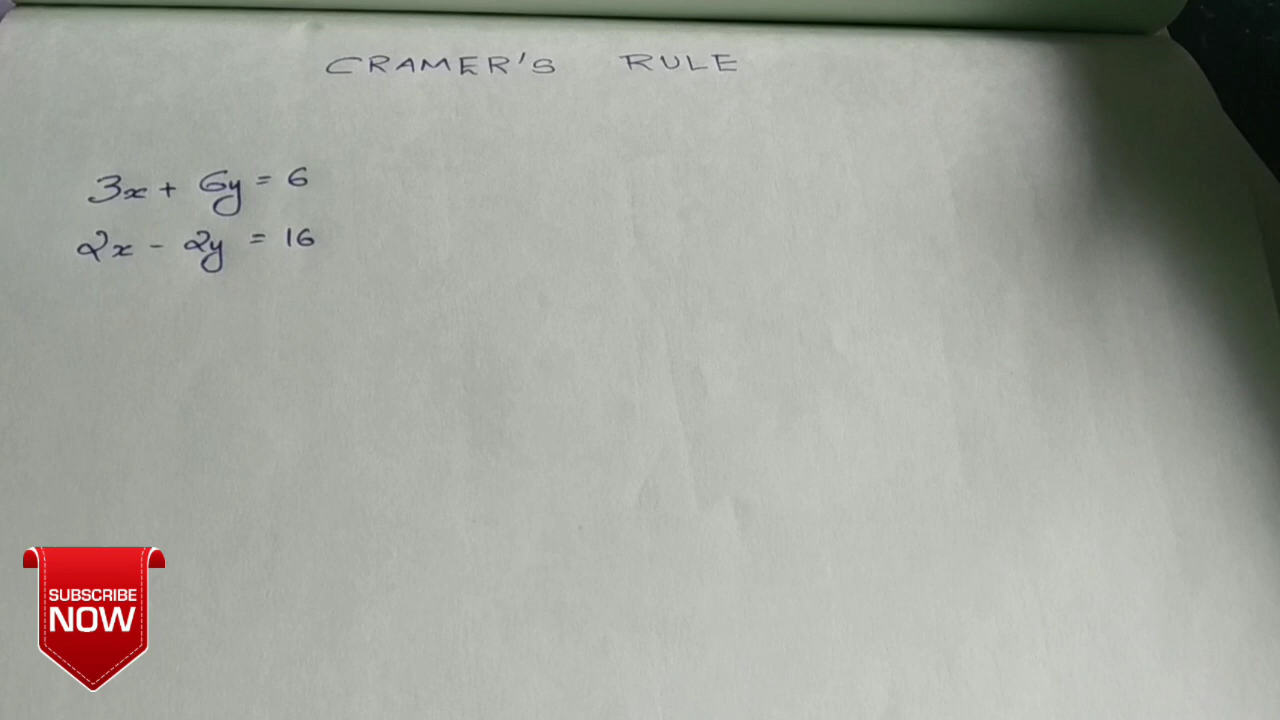 CRAMER'S RULE
3x + 6y = 6
2x - 2y = 16
SUBSCRIBE
NOW